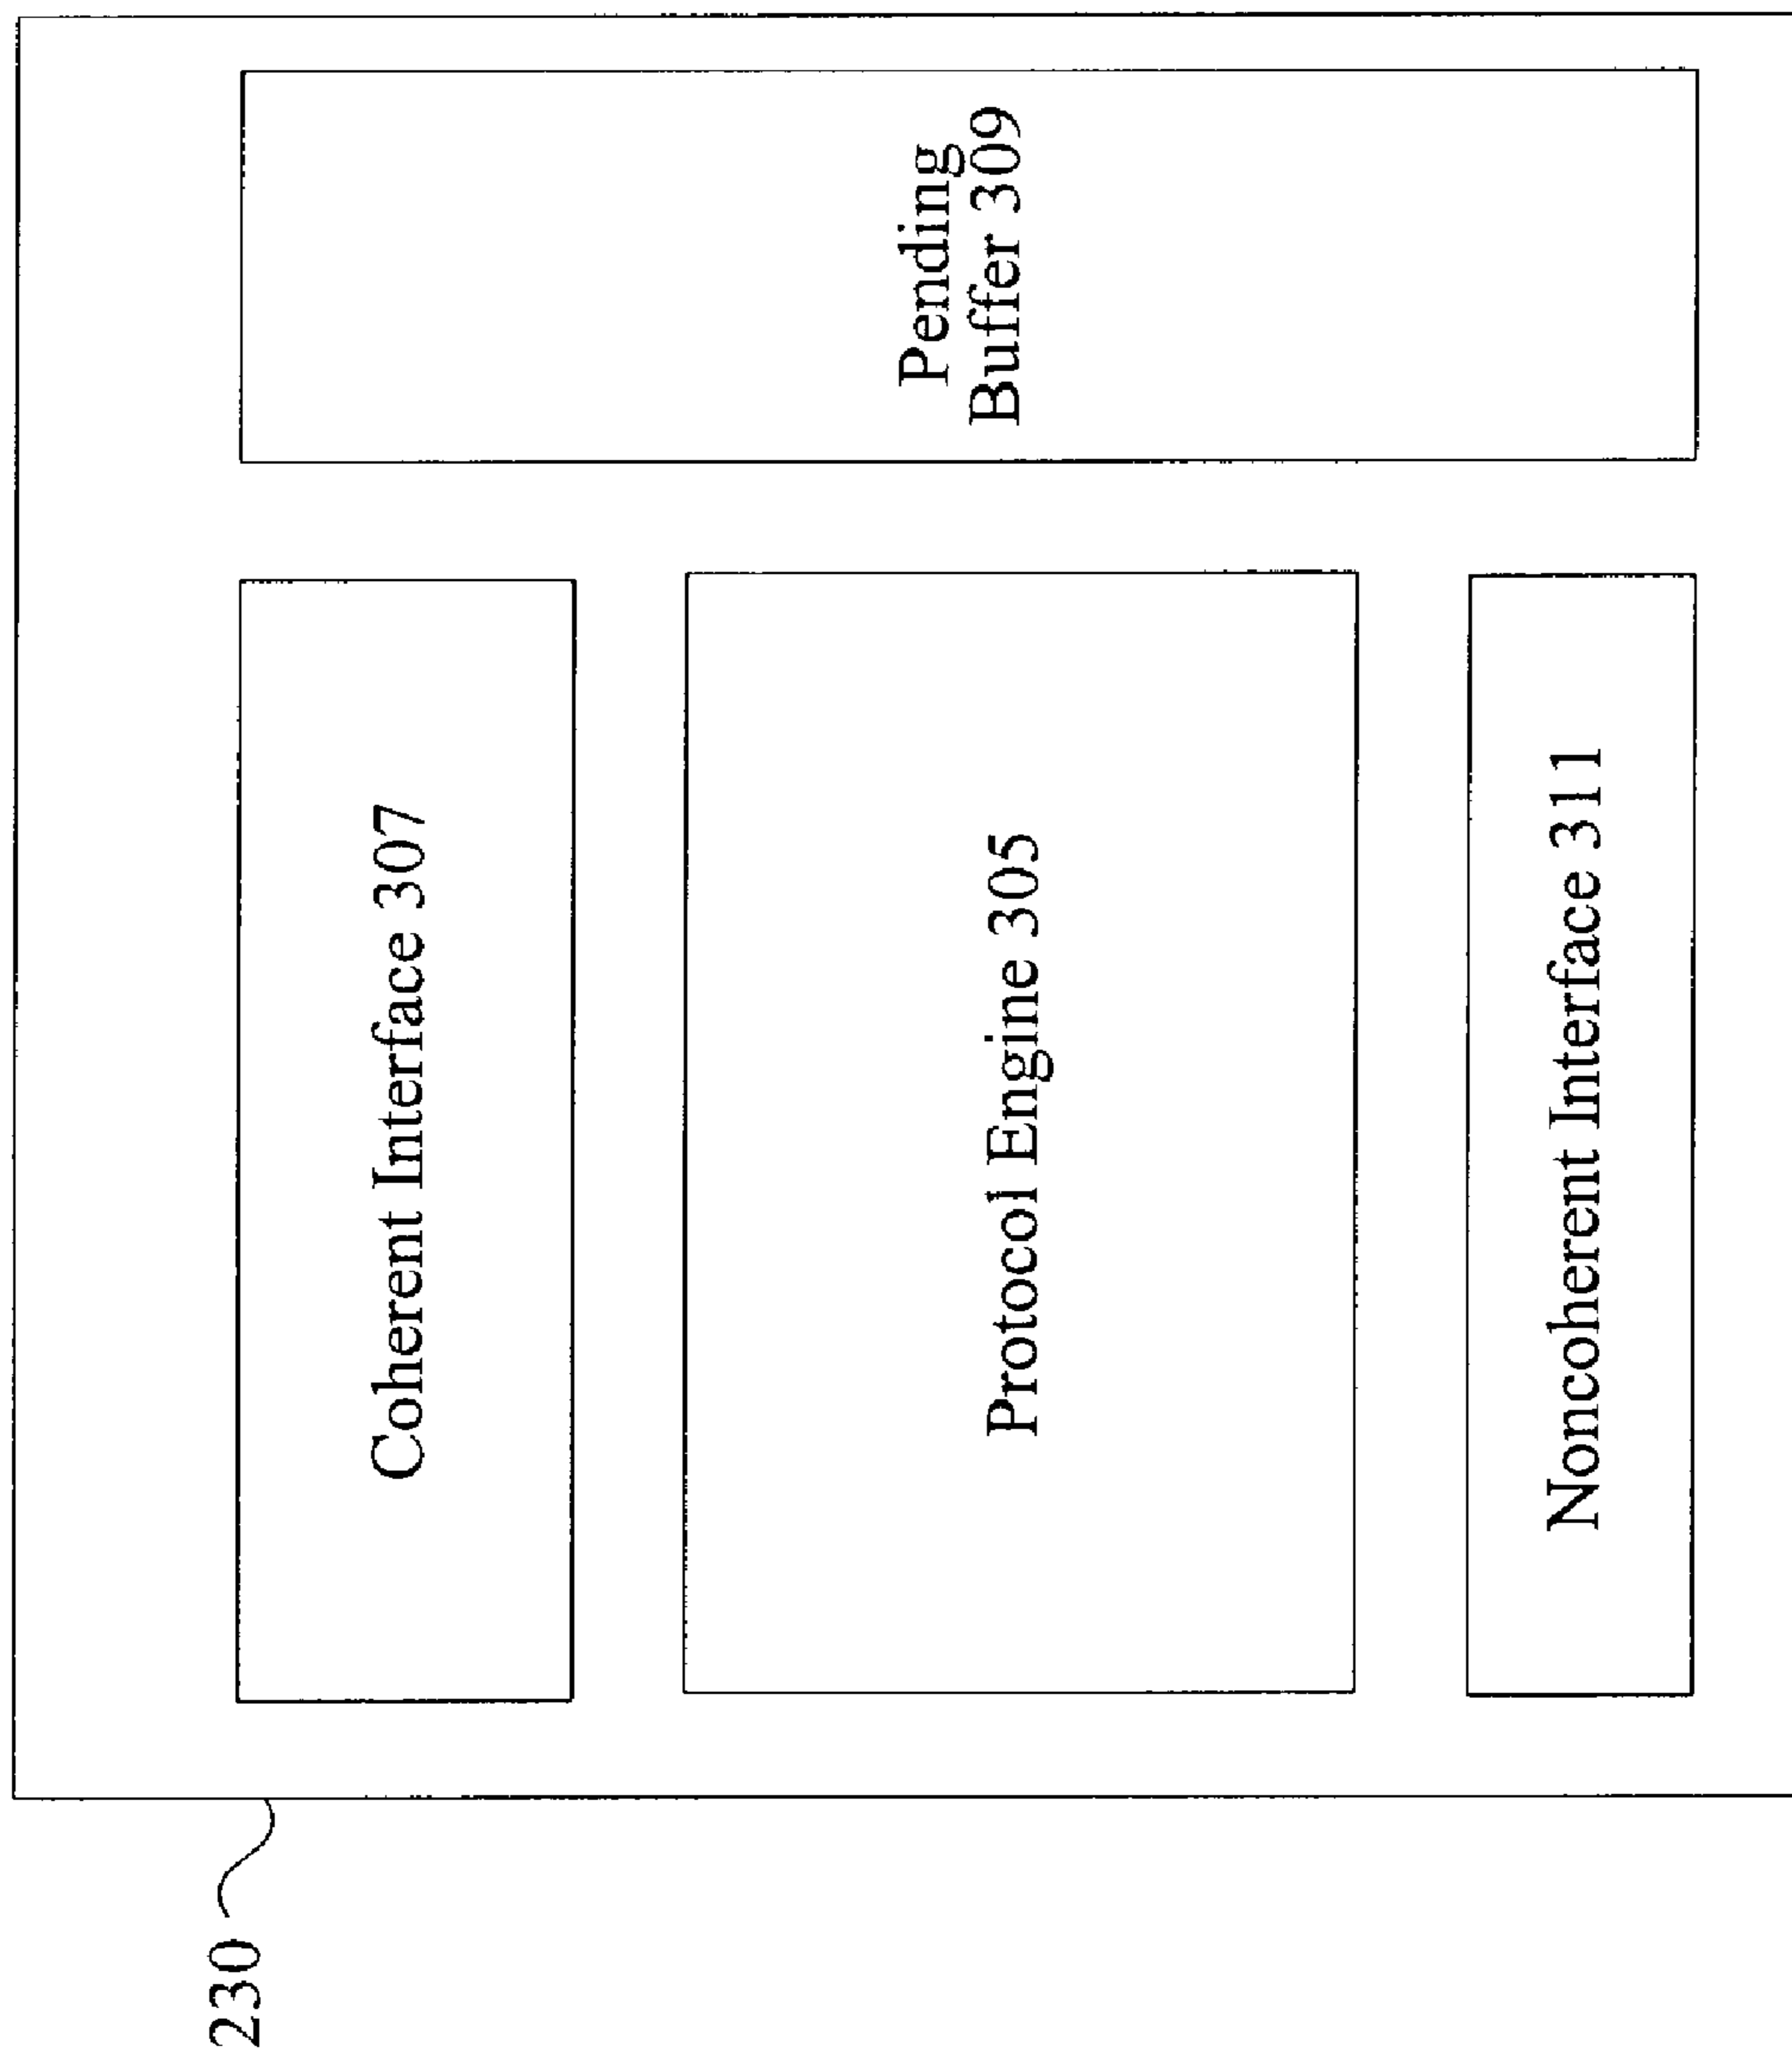 230
Coherent Interface 307
Protocol Engine 305
Noncoherent Interface 311
Pending
Buffer 309